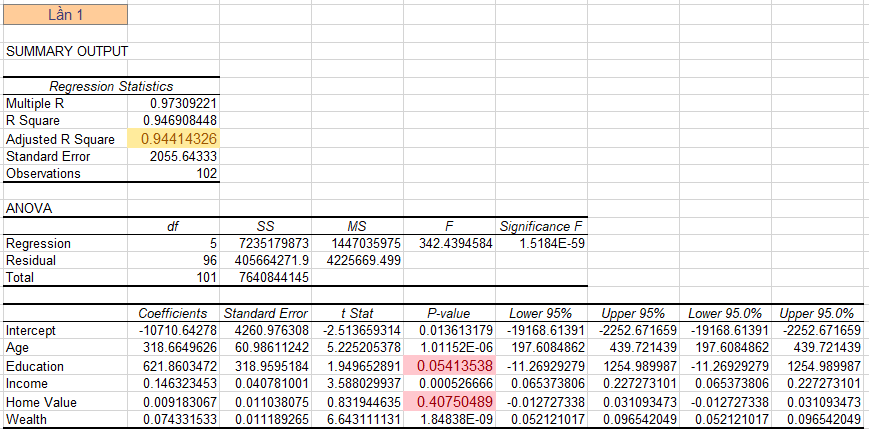 Lần 1
SUMMARY OUTPUT
Regression Statistics
Multiple R 0.97309221
R Square 0.946908448
Adjusted R Square 0.94414326
Standard Error 2055.64333
Observations 102
ANOVA
df SS MS F Significance F
Regression 5 7235179873 1447035975 342.4394584 1.5184E-59
Residual 96 405664271.9 4225669.499
Total 101 7640844145
Coefficients Standard Error t Stat P-value Lower 95% Upper 95% Lower 95.0% Upper 95.0%
Intercept -10710.64278 4260.976308 -2.513659314 0.013613179 -19168.61391 -2252.671659 -19168.61391 -2252.671659
Age 318.6649626 60.98611242 5.225205378 1.01152E-06 197.6084862 439.721439 197.6084862 439.721439
Education 621.8603472 318.9595184 1.949652891 0.05413538 -11.26929279 1254.989987 -11.26929279 1254.989987
Income 0.146323453 0.040781001 3.588029937 0.000526666 0.065373806 0.227273101 0.065373806 0.227273101
Home Value 0.009183067 0.011038075 0.831944635 0.40750489 -0.012727338 0.031093473 -0.012727338 0.031093473
Wealth 0.074331533 0.011189265 6.643111131 1.84838E-09 0.052121017 0.096542049 0.052121017 0.096542049